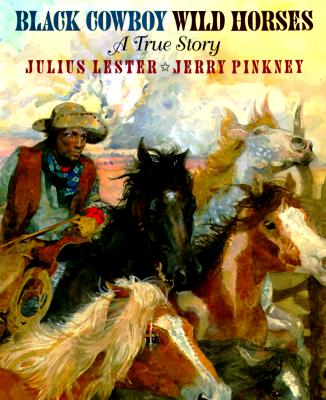 BLACK COWBOY WILD HORSES
A True Story
JULIUS LESTER ☆ JERRY PINKNEY